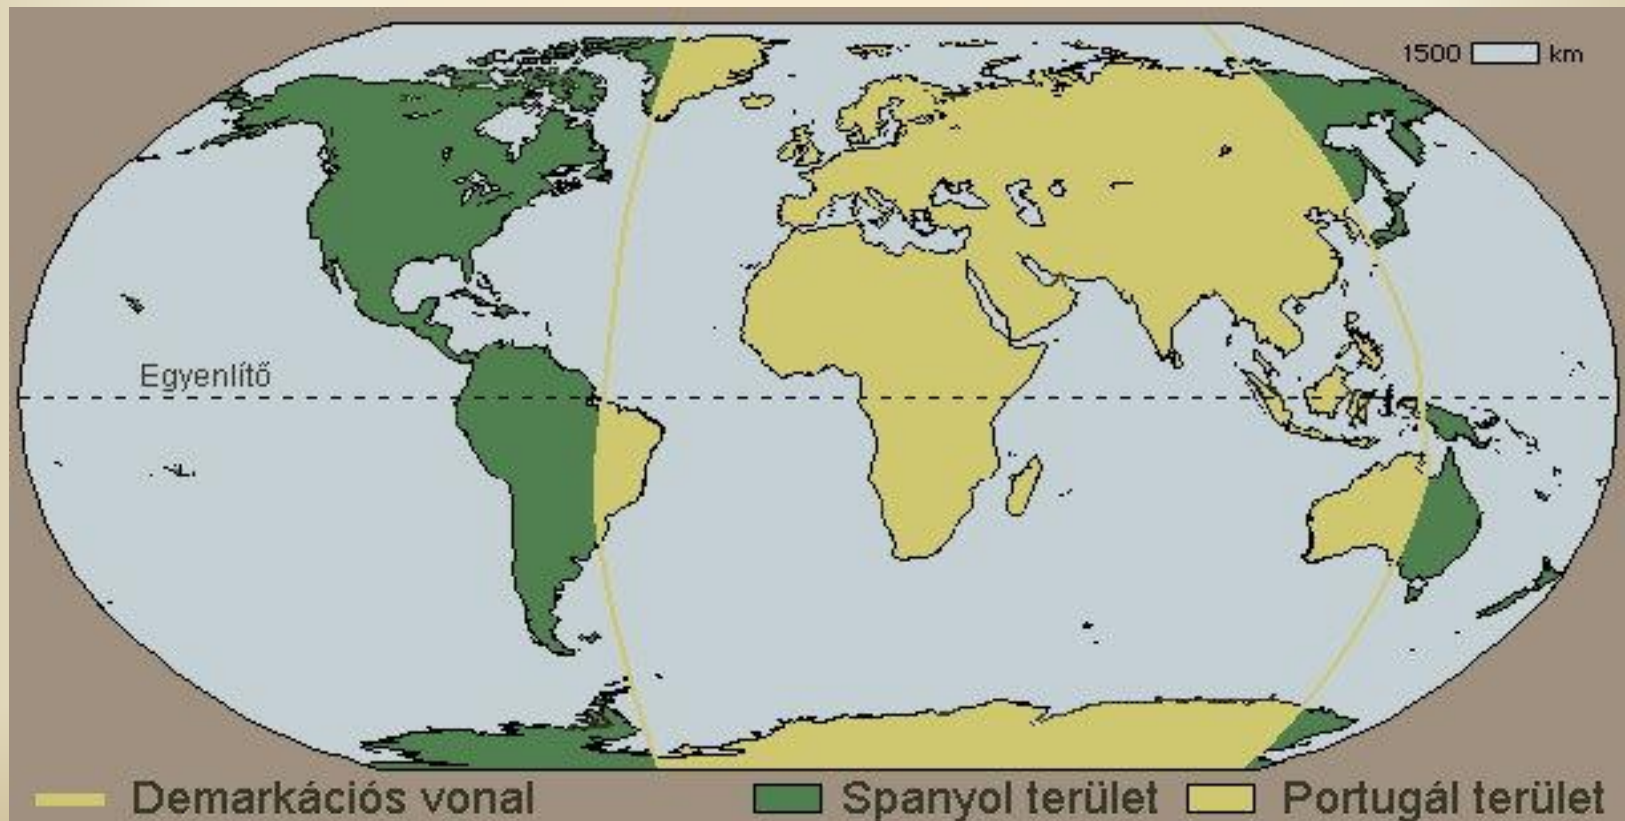 1500 km
Egyenlítő
Demarkációs vonal
Spanyol terület
Portugál terület